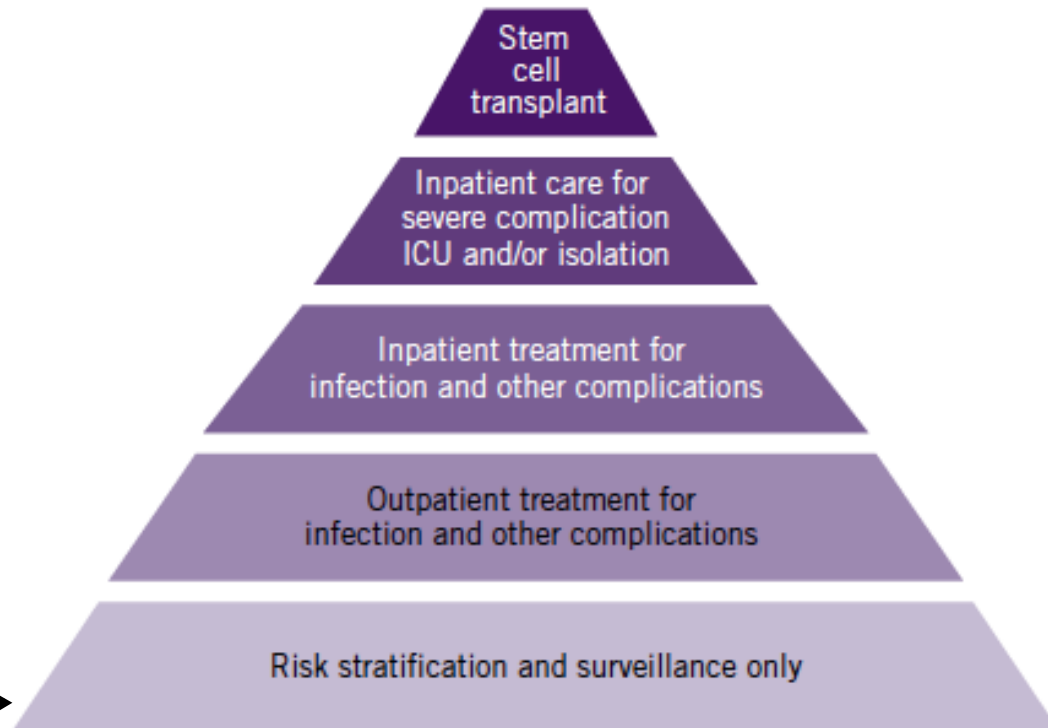 Stem
cell
transplant
Inpatient care for
severe complication
ICU and/or isolation
Inpatient treatment for
infection and other complications
Outpatient treatment for
infection and other complications
Risk stratification and surveillance only